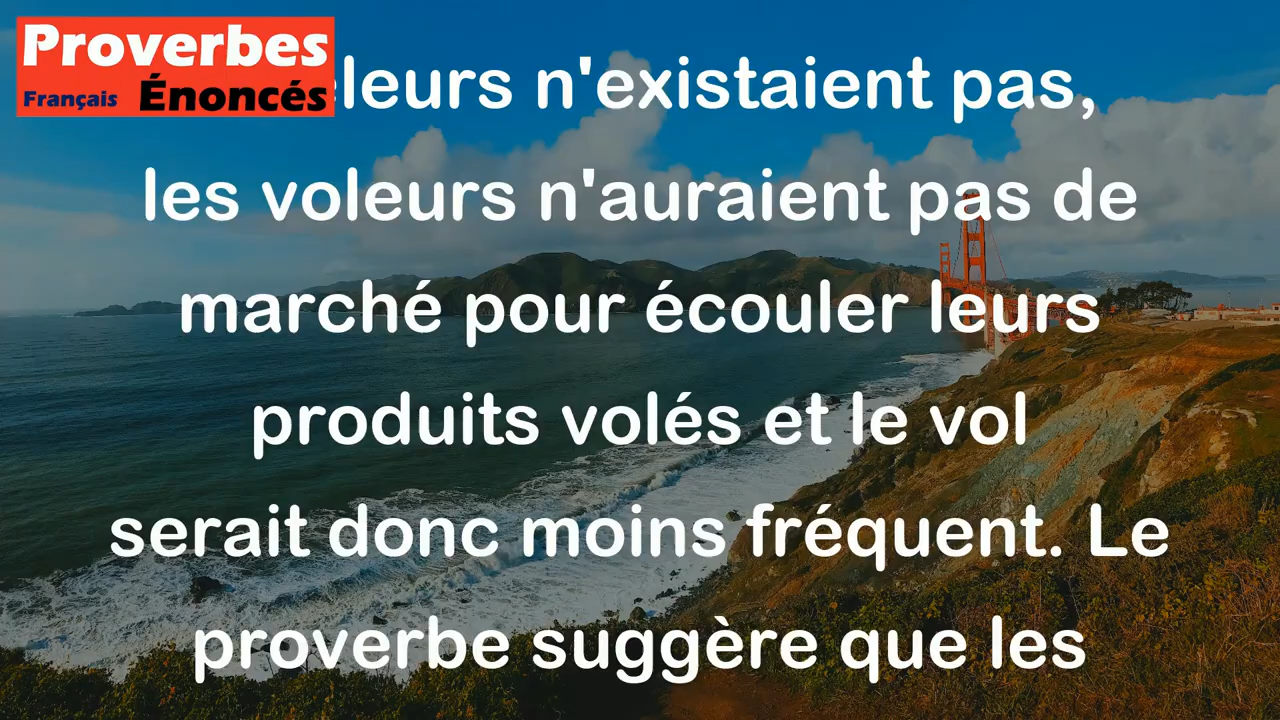 Proverbes
Français Énoncés
leurs n'existaient pas,
les voleurs n'auraient pas de
marché pour écouler leurs
produits volés et le vol
serait donc moins fréquent. Le
proverbe suggère que les